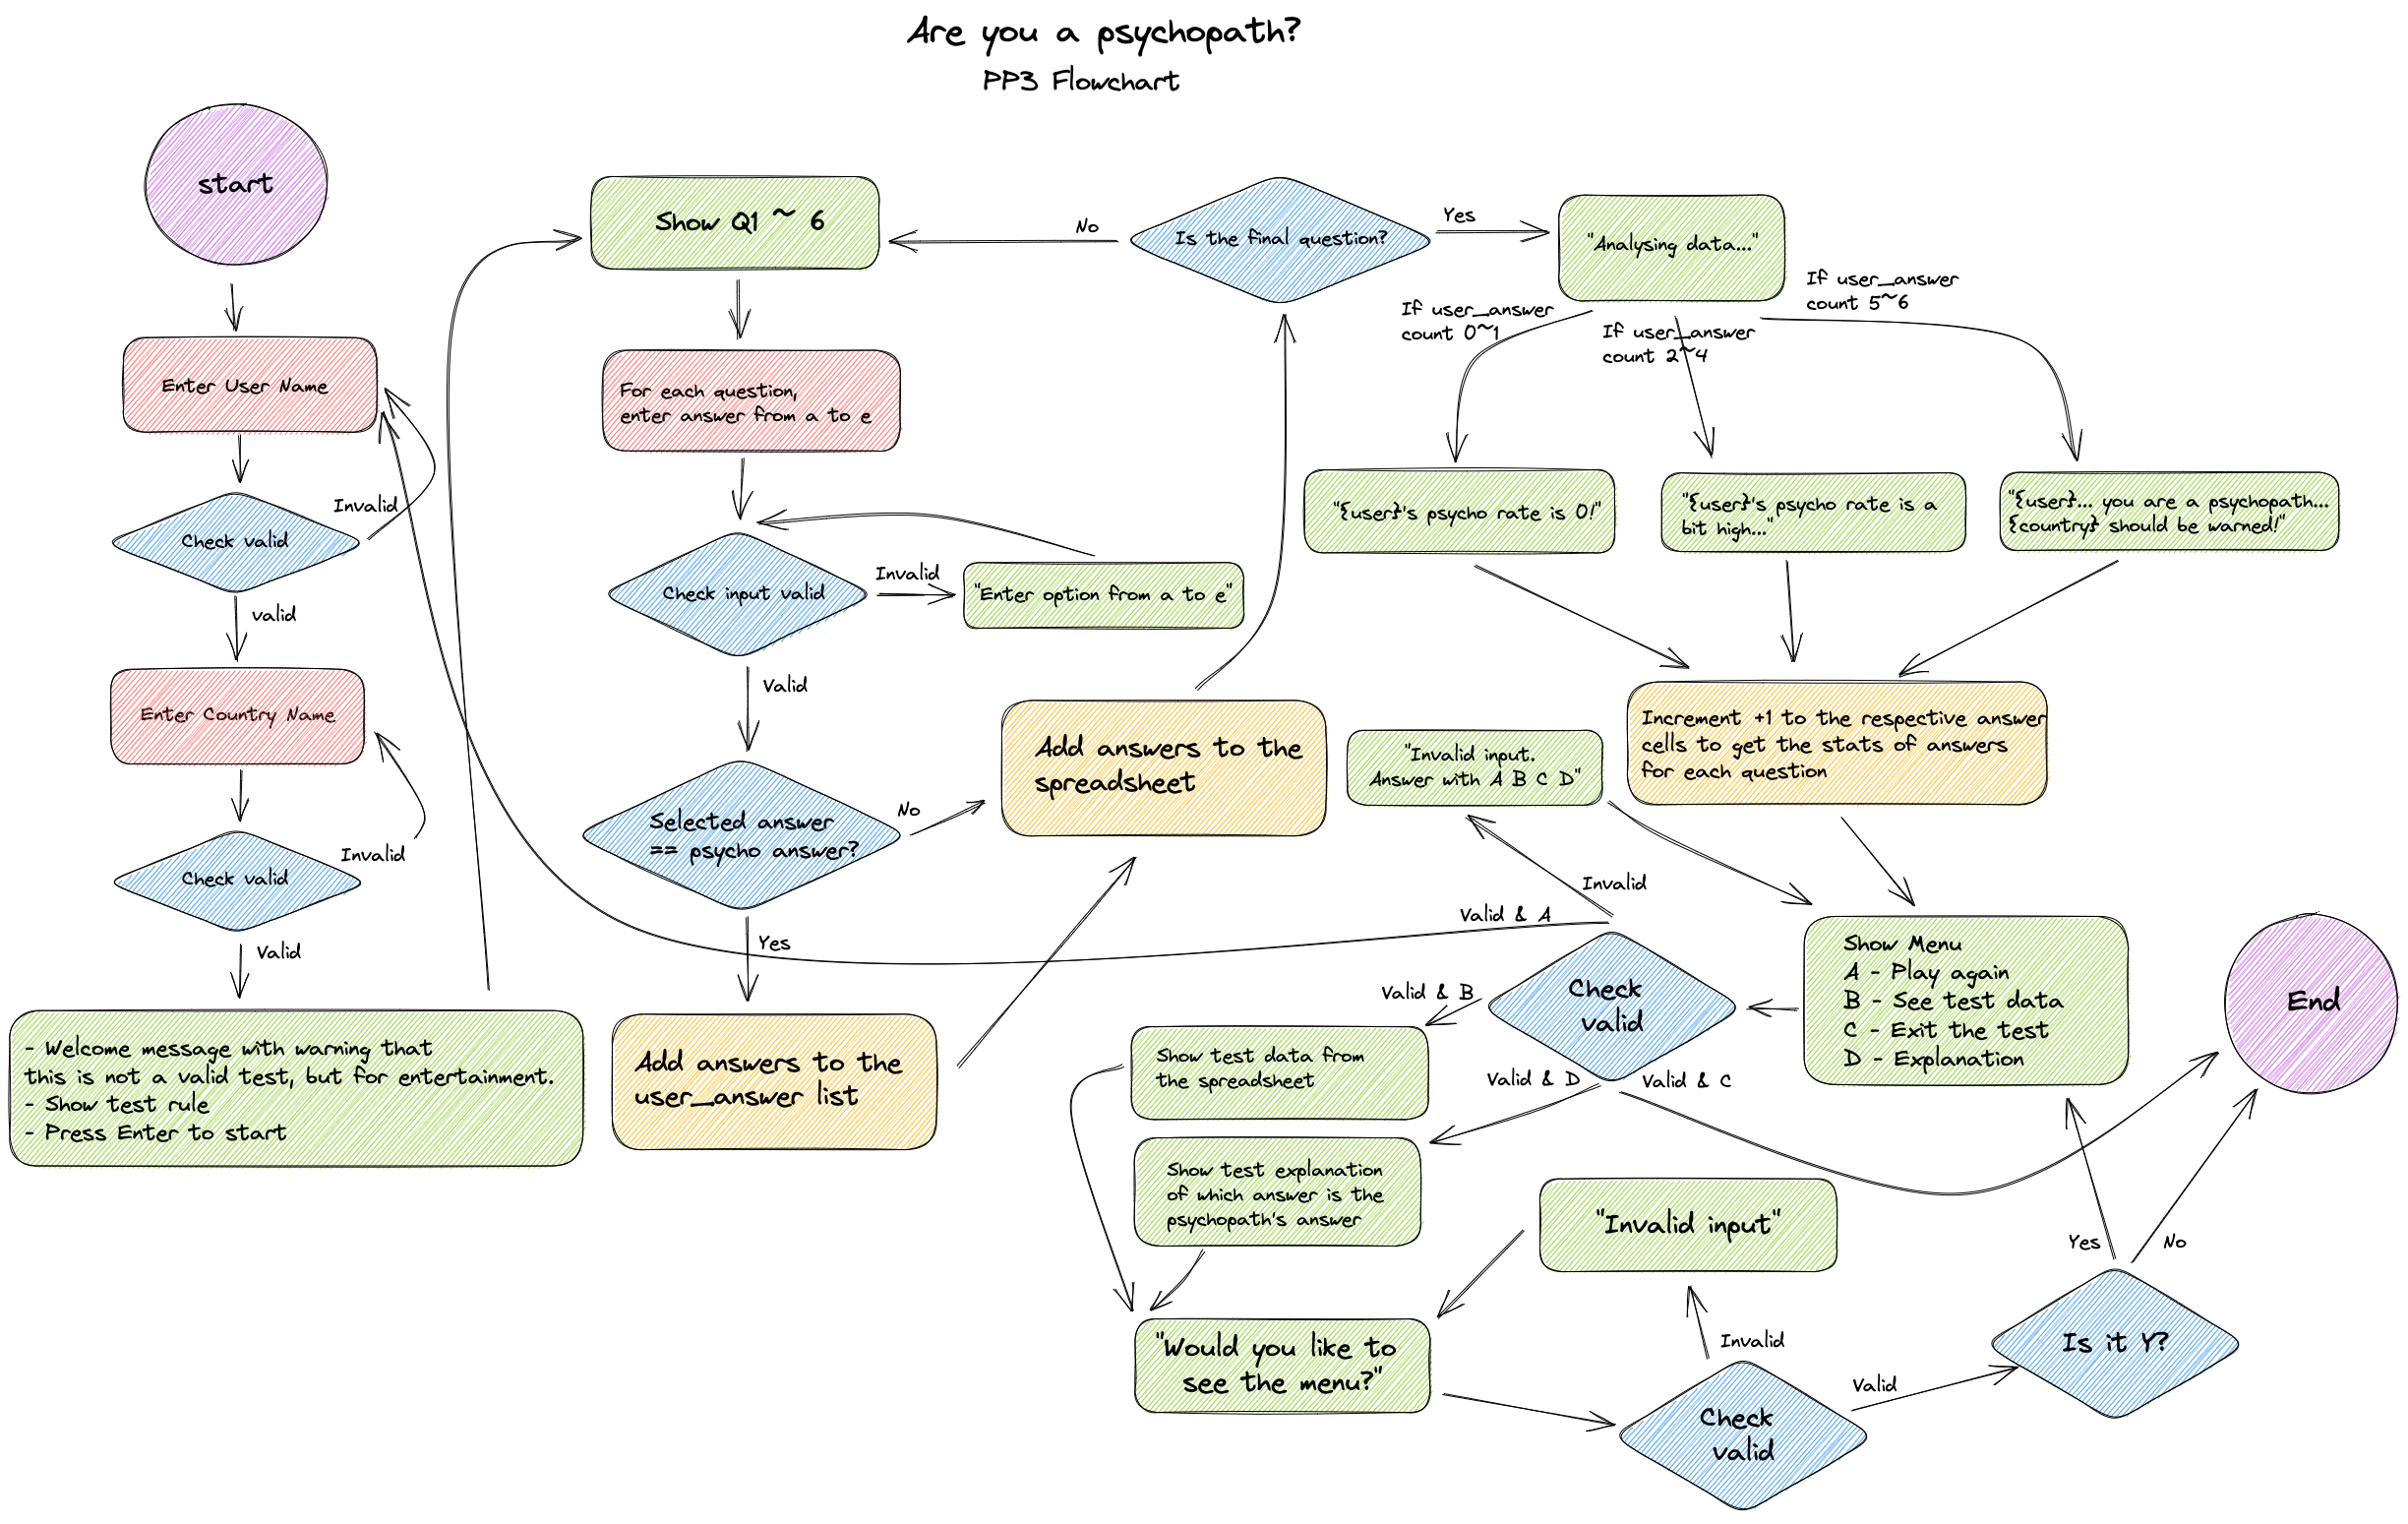 Are you a psychopath?
PP3 Flowchart
start
Enter User Name
Check valid
Invalid
valid
Enter Country Name
Check valid
Invalid
Valid
- Welcome message with warning that
this is not a valid test, but for entertainment.
- Show test rule
- Press Enter to start
Show Q1 ~ 6
For each question,
enter answer from a to e
Check input valid
Invalid
"Enter option from a to e"
Valid
Selected answer
== psycho answer?
No
Yes
Add answers to the
user_answer list
Add answers to the
spreadsheet
Is the final question?
No
Yes
"Analysing data..."
If user_answer
count 0~1
If user_answer
count 2~4
If user_answer
count 5~6
"{user}'s psycho rate is 0!"
"{user}'s psycho rate is a
bit high..."
"{user}... you are a psychopath...
{country} should be warned!"
Increment +1 to the respective answer
cells to get the stats of answers
for each question
"Invalid input.
Answer with A B C D"
Show Menu
A - Play again
B - See test data
C - Exit the test
D - Explanation
Check
valid
Invalid
Valid & A
Valid & B
Valid & D
Valid & C
Show test data from
the spreadsheet
Show test explanation
of which answer is the
psychopath's answer
"Would you like to
see the menu?"
"Invalid input"
Invalid
Check
valid
Valid
Is it Y?
Yes
No
End